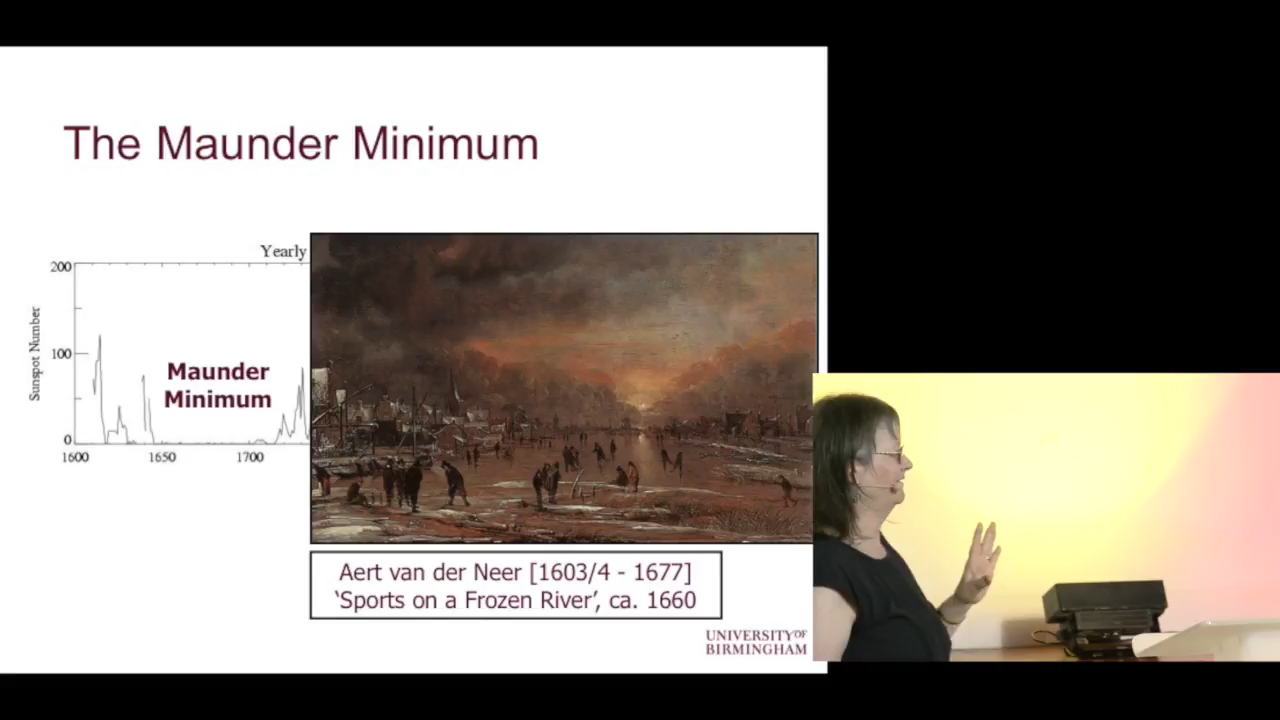 The Maunder Minimum
Yearly
200
100
0
Sunspot Number
Maunder
Minimum
1600
1650
1700
Aert van der Neer [1603/4 - 1677]
‘Sports on a Frozen River’, ca. 1660
UNIVERSITY OF
BIRMINGHAM